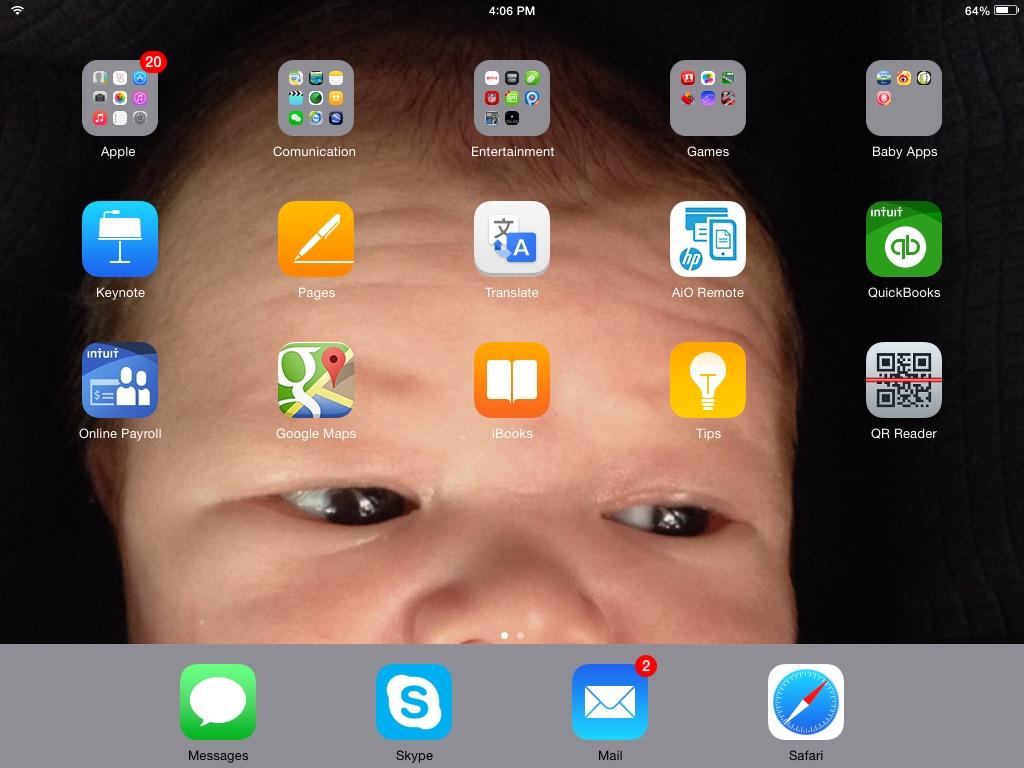 4:06 PM
64%
20
Apple
Comunication
Entertainment
Games
Baby Apps
文
A
hp
intuit
qb
Keynote
Pages
Translate
AiO Remote
QuickBooks
intuit
$
Online Payroll
Google Maps
iBooks
Tips
QR Reader
2
S
Messages
Skype
Mail
Safari